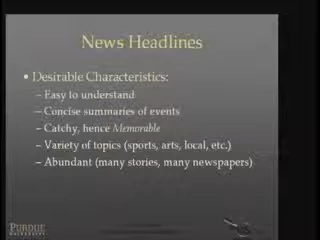 News Headlines
• Desirable Characteristics:
– Easy to understand
– Concise summaries of events
– Catchy, hence Memorable
– Variety of topics (sports, arts, local, etc.)
– Abundant (many stories, many newspapers)
PURDUE